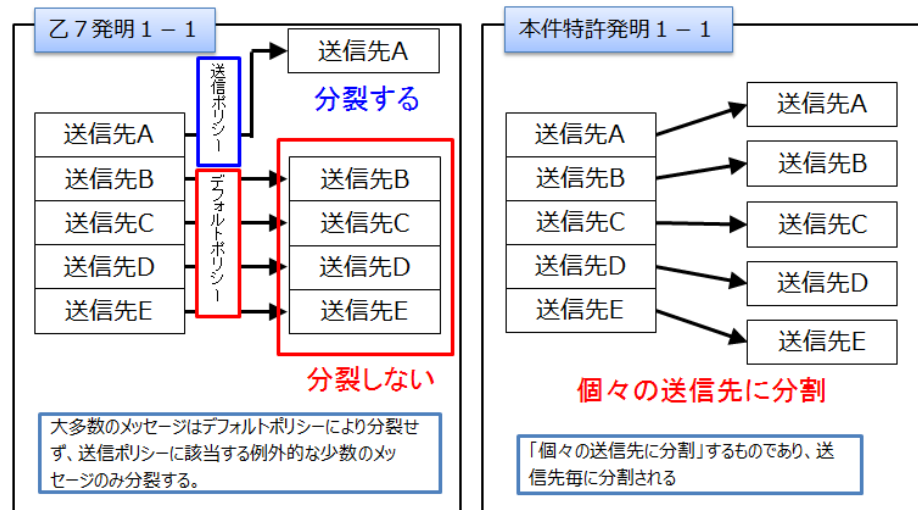 乙7発明1-1
送信先A
分裂する
送信ポリシー
送信先A
送信先B
送信先C
送信先D
送信先E
デフォルトポリシー
送信先B
送信先C
送信先D
送信先E
分裂しない
大多数のメッセージはデフォルトポリシーにより分裂せ
ず、送信ポリシーに該当する例外的な少数のメッ
セージのみ分裂する。
本件特許発明1-1
送信先A
送信先B
送信先C
送信先D
送信先E
送信先A
送信先B
送信先C
送信先D
送信先E
個々の送信先に分割
「個々の送信先に分割」するものであり、送
信先毎に分割される